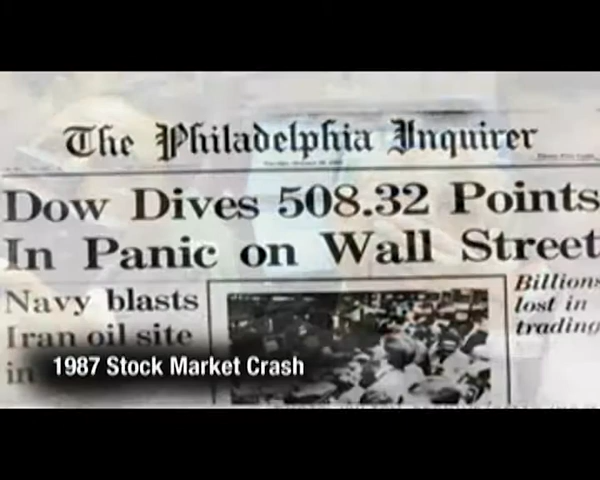 The Philadelphia Inquirer
Dow Dives 508.32 Points
In Panic on Wall Street
Navy blasts
Iran oil site
in
Billions
lost in
trading
1987 Stock Market Crash